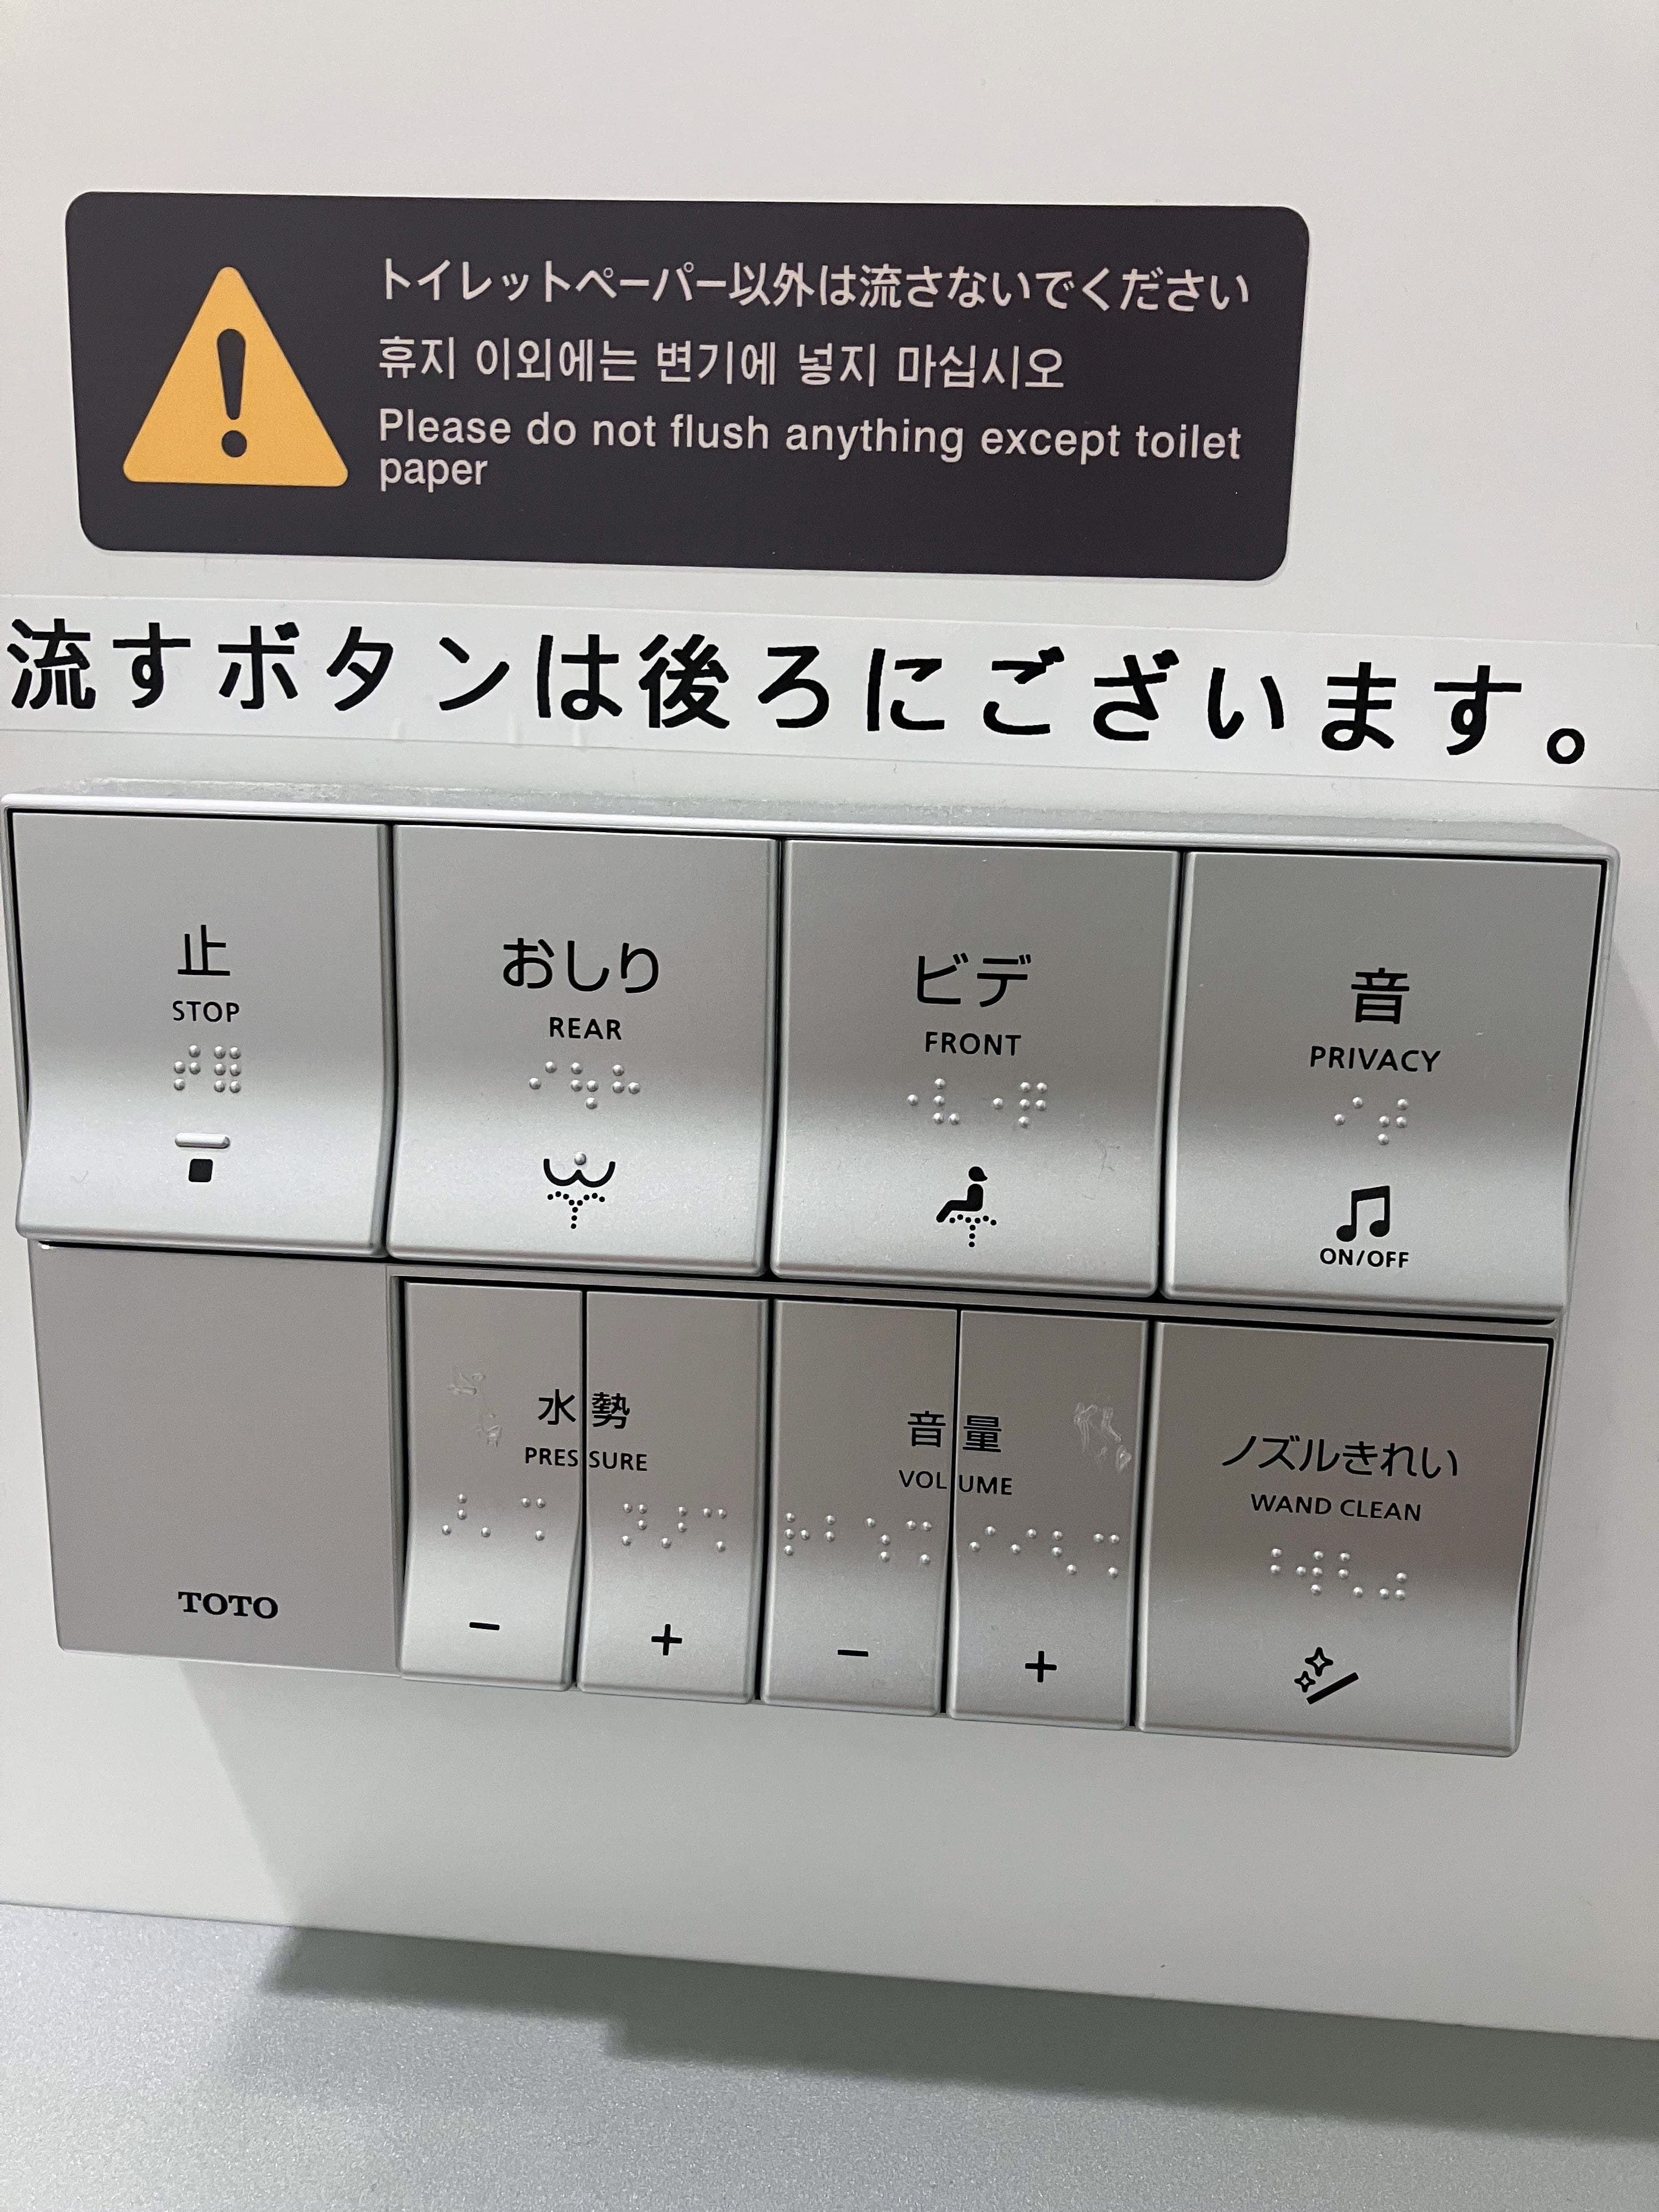 トイレットペーパー以外は流さないでください
휴지 이외에는 변기에 넣지 마십시오
Please do not flush anything except toilet
paper
流すボタンは後ろにございます。
止
STOP
おしり
REAR
ビデ
FRONT
音
PRIVACY
ON/OFF
水勢
PRESSURE
- +
音量
VOLUME
- +
ノズルきれい
WAND CLEAN
TOTO